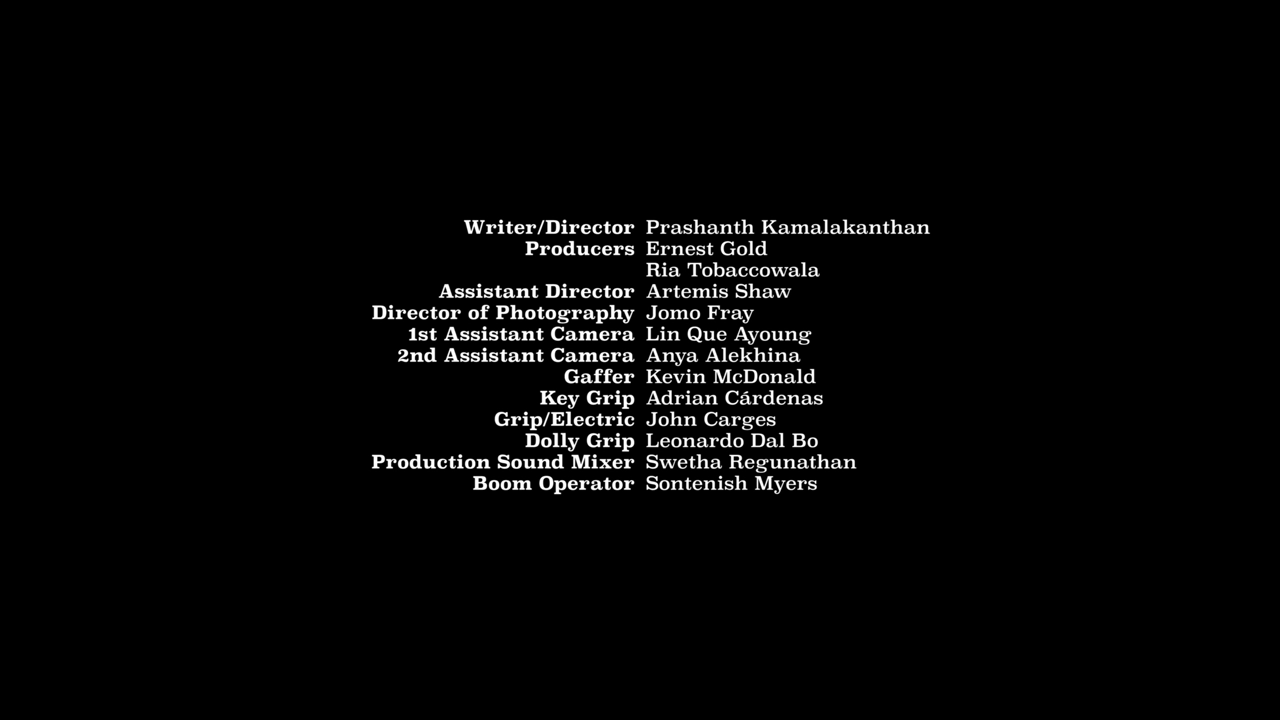 Writer/Director Prashanth Kamalakanthan
Producers Ernest Gold
Ria Tobaccowala
Assistant Director Artemis Shaw
Director of Photography Jomo Fray
1st Assistant Camera Lin Que Ayoung
2nd Assistant Camera Anya Alekhina
Gaffer Kevin McDonald
Key Grip Adrian Cárdenas
Grip/Electric John Carges
Dolly Grip Leonardo Dal Bo
Production Sound Mixer Swetha Regunathan
Boom Operator Sontenish Myers